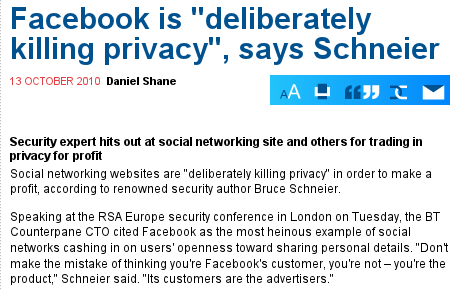 Facebook is "deliberately
killing privacy", says Schneier
13 OCTOBER 2010 Daniel Shane
AA
Security expert hits out at social networking site and others for trading in
privacy for profit
Social networking websites are "deliberately killing privacy" in order to make a
profit, according to renowned security author Bruce Schneier.
Speaking at the RSA Europe security conference in London on Tuesday, the BT
Counterpane CTO cited Facebook as the most heinous example of social
networks cashing in on users' openness toward sharing personal details. "Don't
make the mistake of thinking you're Facebook's customer, you're not – you're the
product," Schneier said. "Its customers are the advertisers."